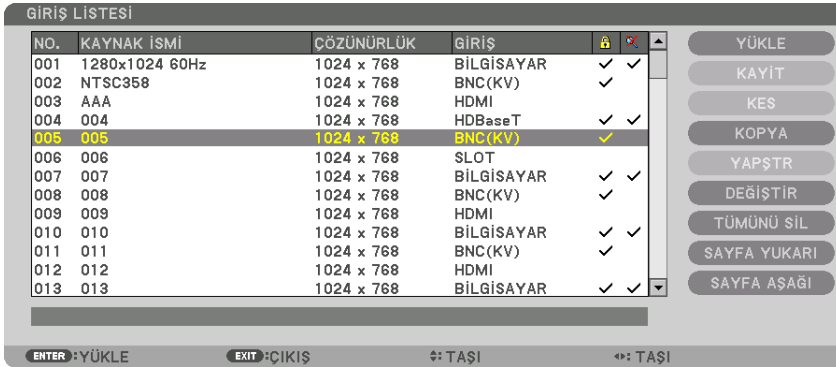 GİRİŞ LİSTESİ
NO. KAYNAK İSMİ ÇÖZÜNÜRLÜK GİRİŞ
001 1280x1024 60Hz 1024 x 768 BİLGİSAYAR ✓ ✓
002 NTSC358 1024 x 768 BNC(KV) ✓
003 AAA 1024 x 768 HDMI
004 004 1024 x 768 HDBaseT ✓ ✓
005 005 1024 x 768 BNC(KV) ✓
006 006 1024 x 768 SLOT
007 007 1024 x 768 BİLGİSAYAR ✓ ✓
008 008 1024 x 768 BNC(KV) ✓
009 009 1024 x 768 HDMI
010 010 1024 x 768 BİLGİSAYAR ✓ ✓
011 011 1024 x 768 BNC(KV) ✓
012 012 1024 x 768 HDMI
013 013 1024 x 768 BİLGİSAYAR ✓ ✓
YÜKLE
KAYİT
KES
KOPYA
YAPŞTR
DEĞİŞTİR
TÜMÜNÜ SİL
SAYFA YUKARI
SAYFA AŞAĞI
ENTER :YÜKLE EXIT :ÇIKIŞ :TAŞI :TAŞI